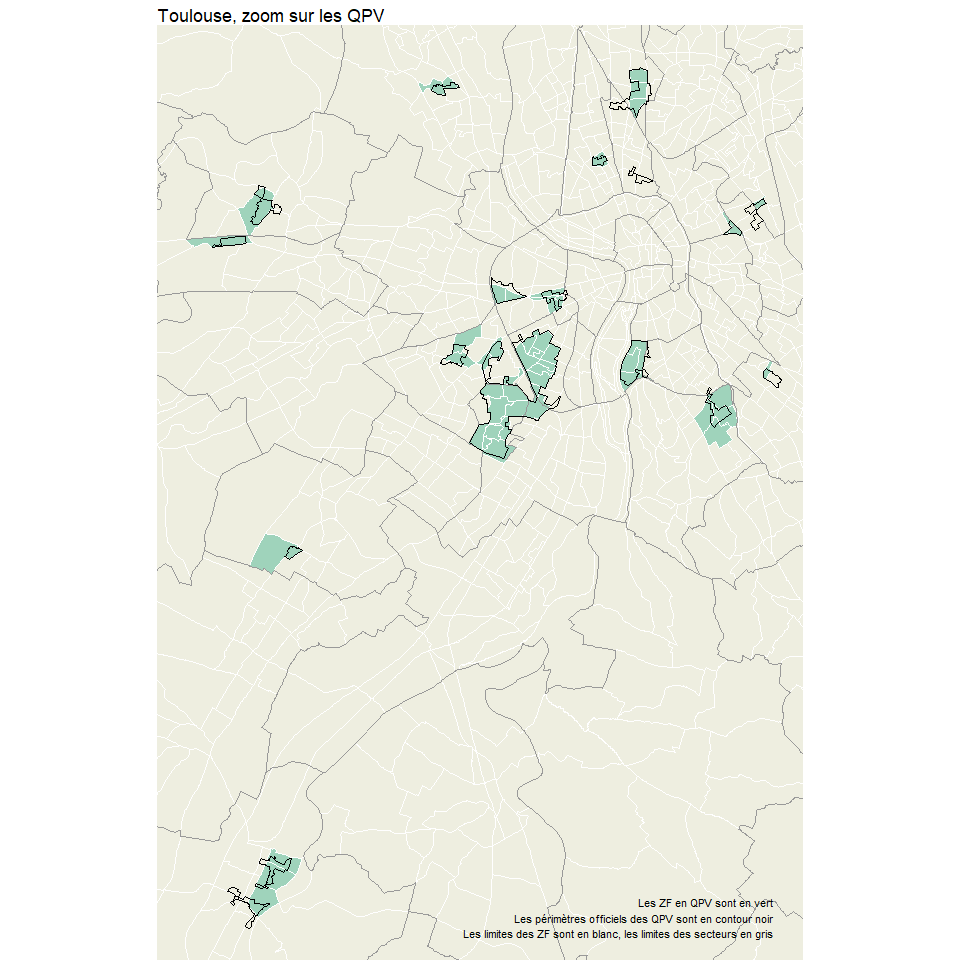 Toulouse, zoom sur les QPV
Les ZF en QPV sont en vert
Les périmètres officiels des QPV sont en contour noir
Les limites des ZF sont en blanc, les limites des secteurs en gris